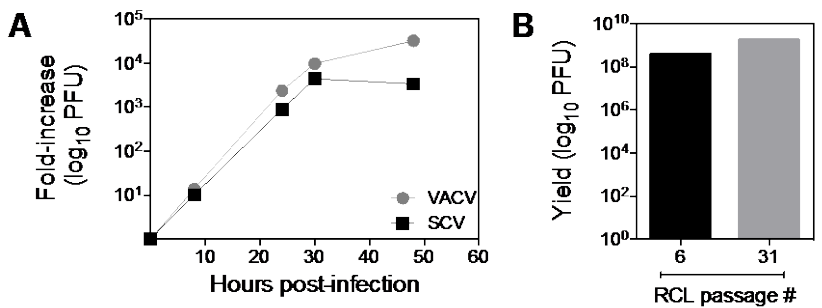 A
Fold-increase
(log10 PFU)
10^5
10^4
10^3
10^2
10^1
10 20 30 40 50 60
Hours post-infection
VACV
SCV
B
Yield (log10 PFU)
10^10
10^8
10^6
10^4
10^2
10^0
6 31
RCL passage #